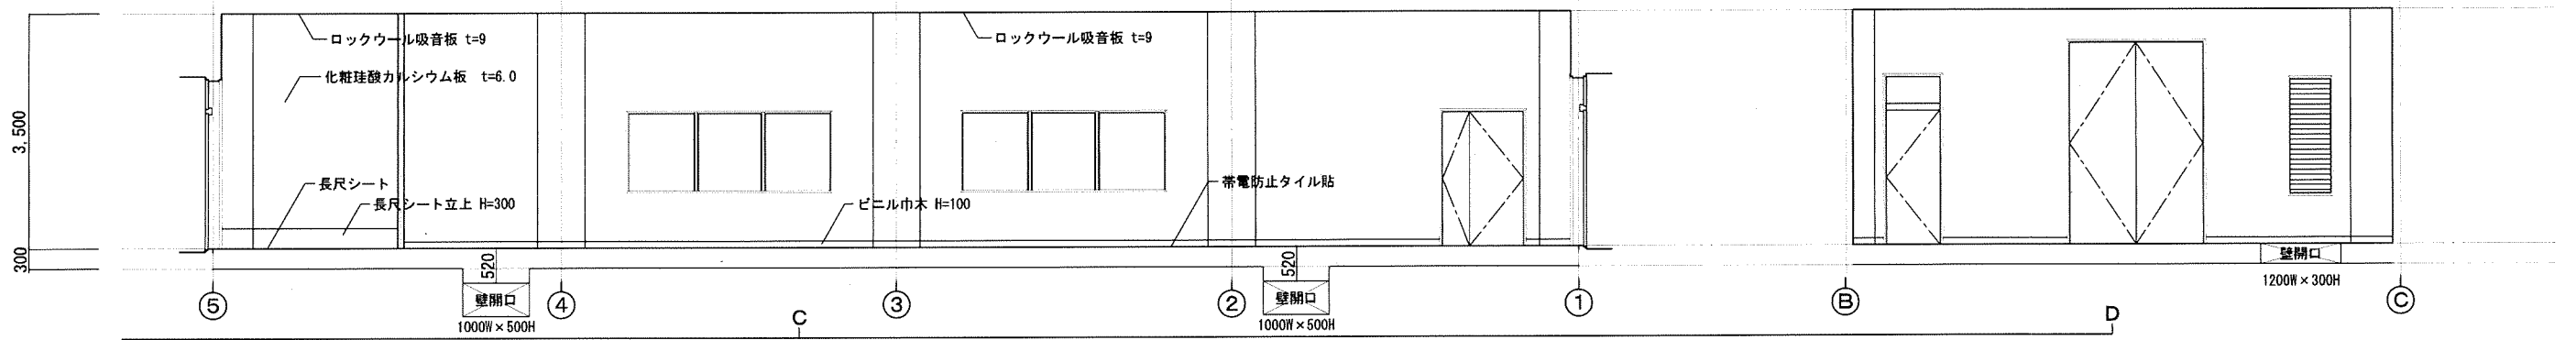 ロックウール吸音板 t=9
ロックウール吸音板 t=9
化粧珪酸カルシウム板 t=6.0
3,500
長尺シート
帯電防止タイル貼
長尺シート立上 H=300
ビニル巾木 H=100
300
520
520
壁開口
1200W×300H
壁開口
壁開口
⑤
④
③
②
①
Ⓑ
Ⓒ
1000W×500H
1000W×500H
C
D